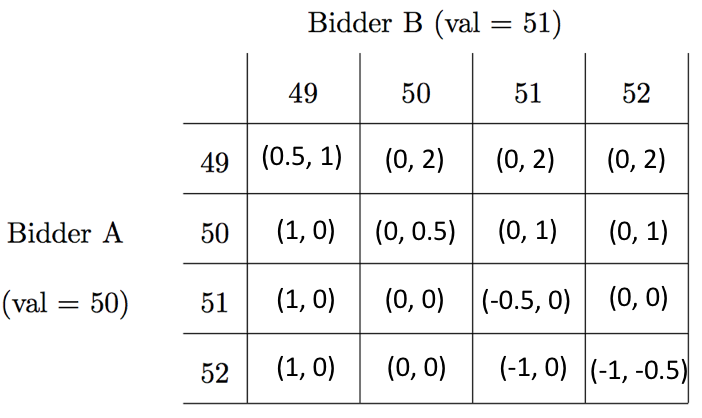 Bidder B (val = 51)
49 50 51 52
49 (0.5, 1) (0, 2) (0, 2) (0, 2)
Bidder A 50 (1, 0) (0, 0.5) (0, 1) (0, 1)
(val = 50) 51 (1, 0) (0, 0) (-0.5, 0) (0, 0)
52 (1, 0) (0, 0) (-1, 0) (-1, -0.5)